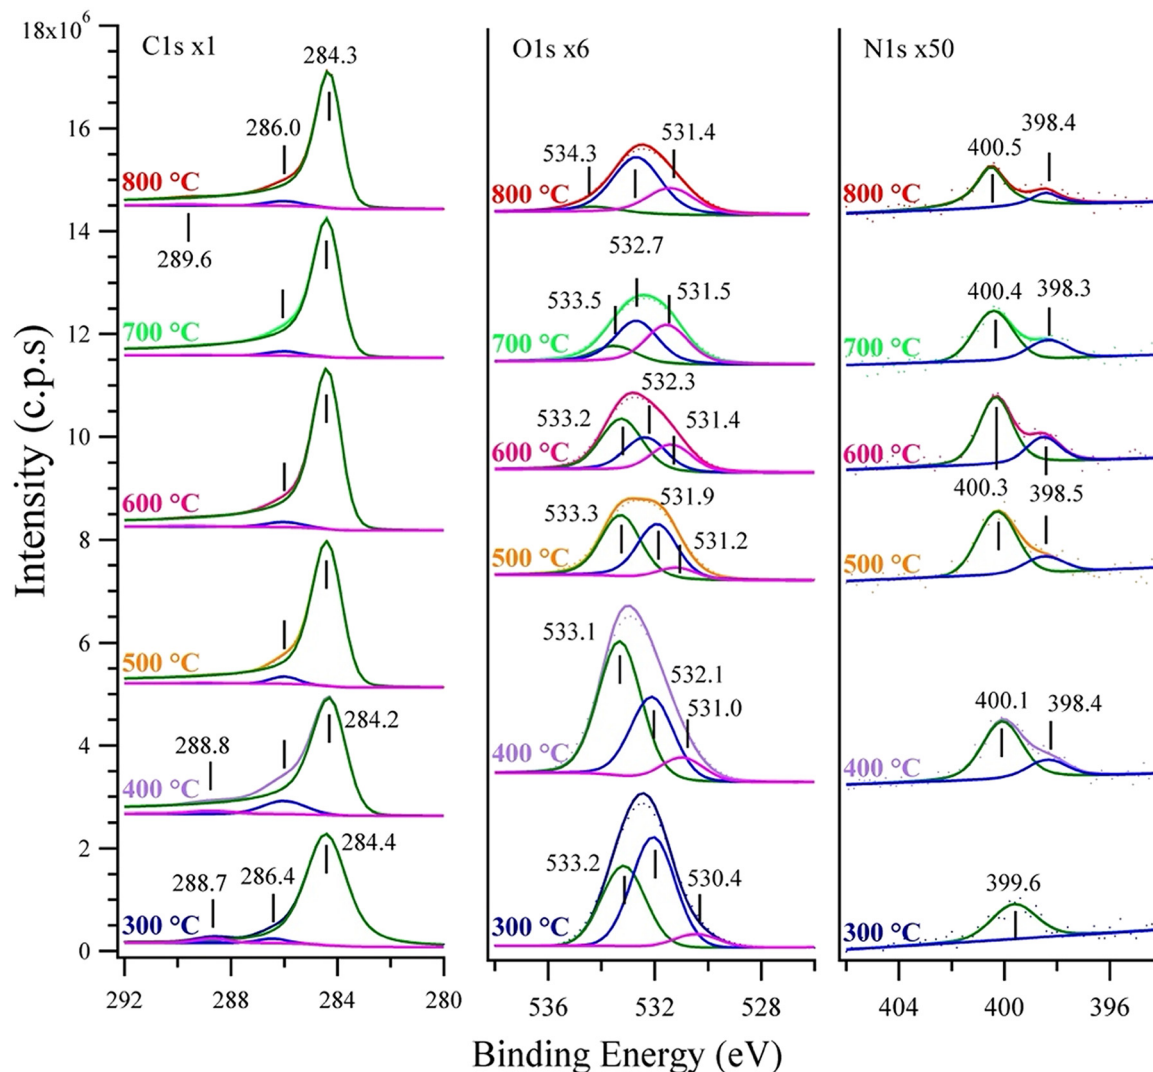 18x10⁶
C1s x1
284.3
286.0
800 °C
289.6
700 °C
600 °C
500 °C
284.2
288.8
400 °C
284.4
286.4
288.7
300 °C
16
14
12
10
8
6
4
2
0
292
288
284
280
Intensity (c.p.s)
O1s x6
531.4
534.3
800 °C
532.7
533.5
531.5
700 °C
532.3
533.2
531.4
600 °C
531.9
533.3
531.2
500 °C
533.1
532.1
531.0
400 °C
533.2
530.4
300 °C
536
532
528
N1s x50
398.4
400.5
800 °C
400.4
398.3
700 °C
600 °C
400.3
398.5
500 °C
400.1
398.4
400 °C
399.6
300 °C
404
400
396
Binding Energy (eV)